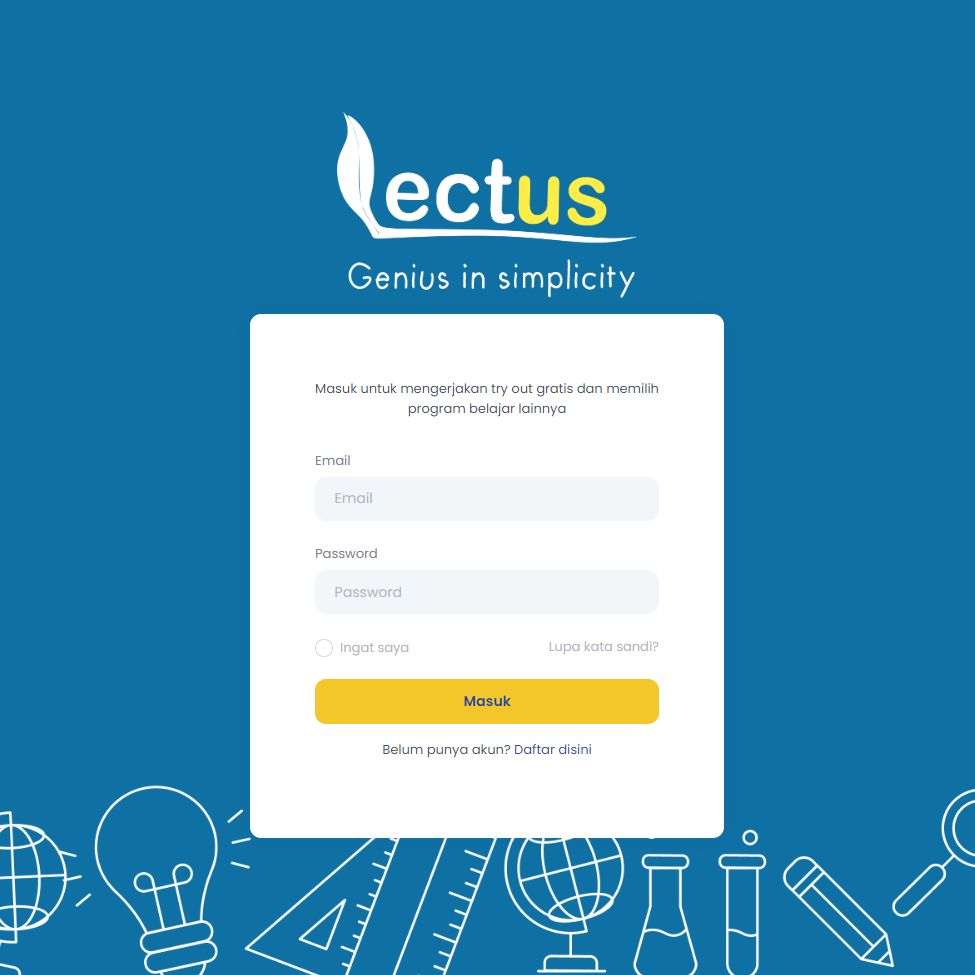 Lectus
Genius in simplicity
Masuk untuk mengerjakan try out gratis dan memilih
program belajar lainnya
Email
Email
Password
Password
Ingat saya Lupa kata sandi?
Masuk
Belum punya akun? Daftar disini